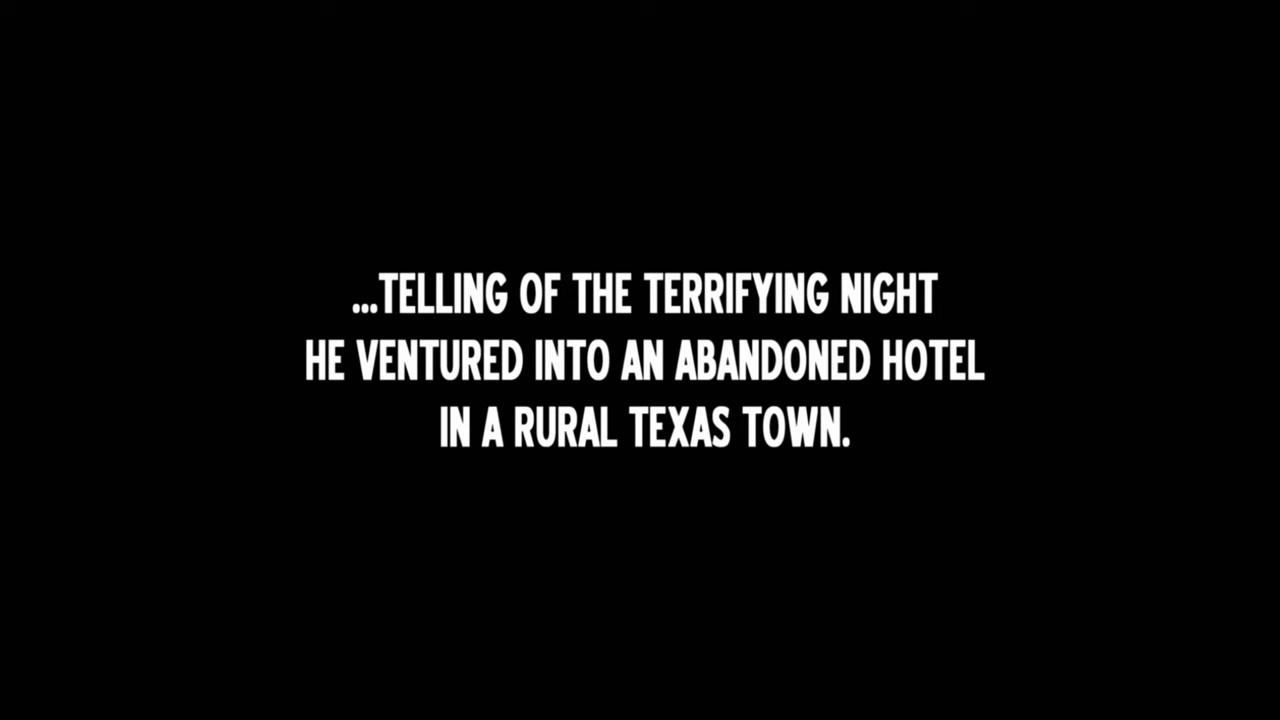 ...TELLING OF THE TERRIFYING NIGHT
HE VENTURED INTO AN ABANDONED HOTEL
IN A RURAL TEXAS TOWN.